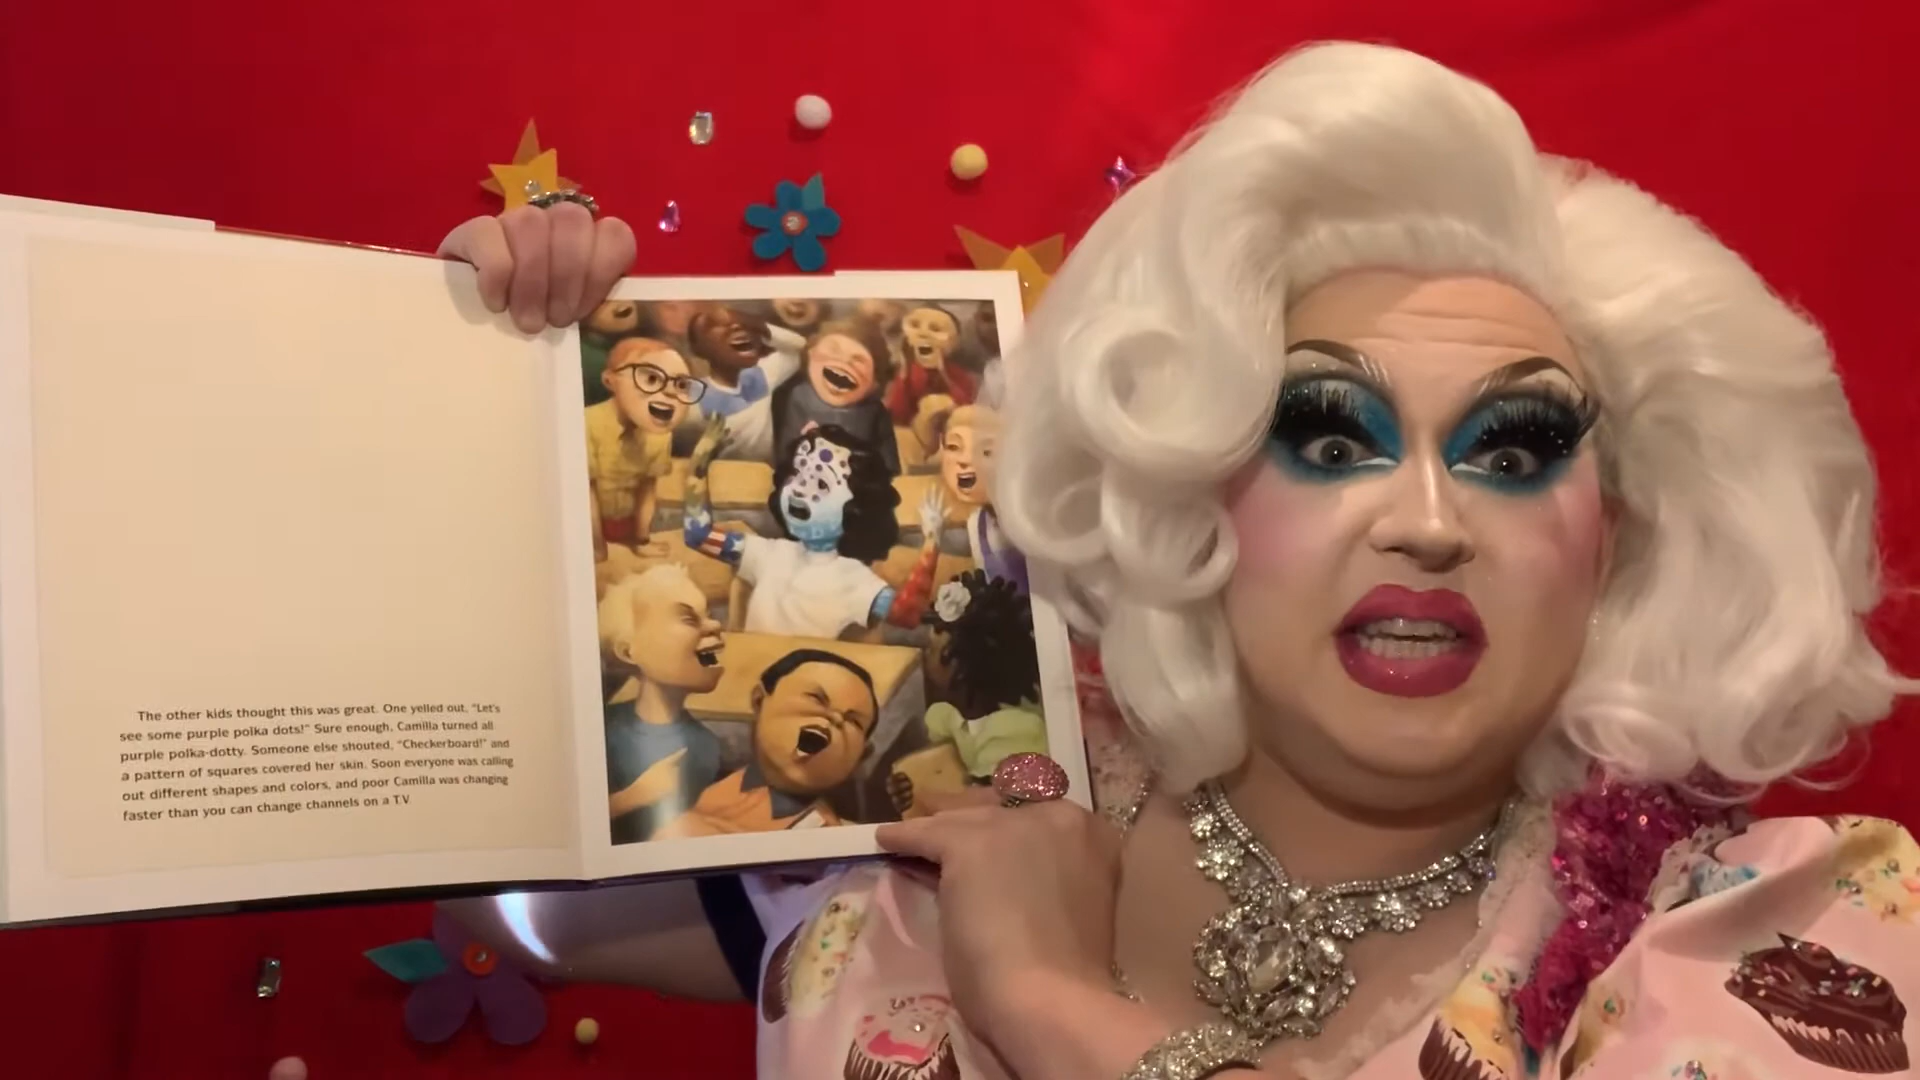 The other kids thought this was great. One yelled out, "Let's
see some purple polka dots!" Sure enough, Camilla turned all
purple polka-dotty. Someone else shouted, "Checkerboard!" and
a pattern of squares covered her skin. Soon everyone was calling
out different shapes and colors, and poor Camilla was changing
faster than you can change channels on a T.V.